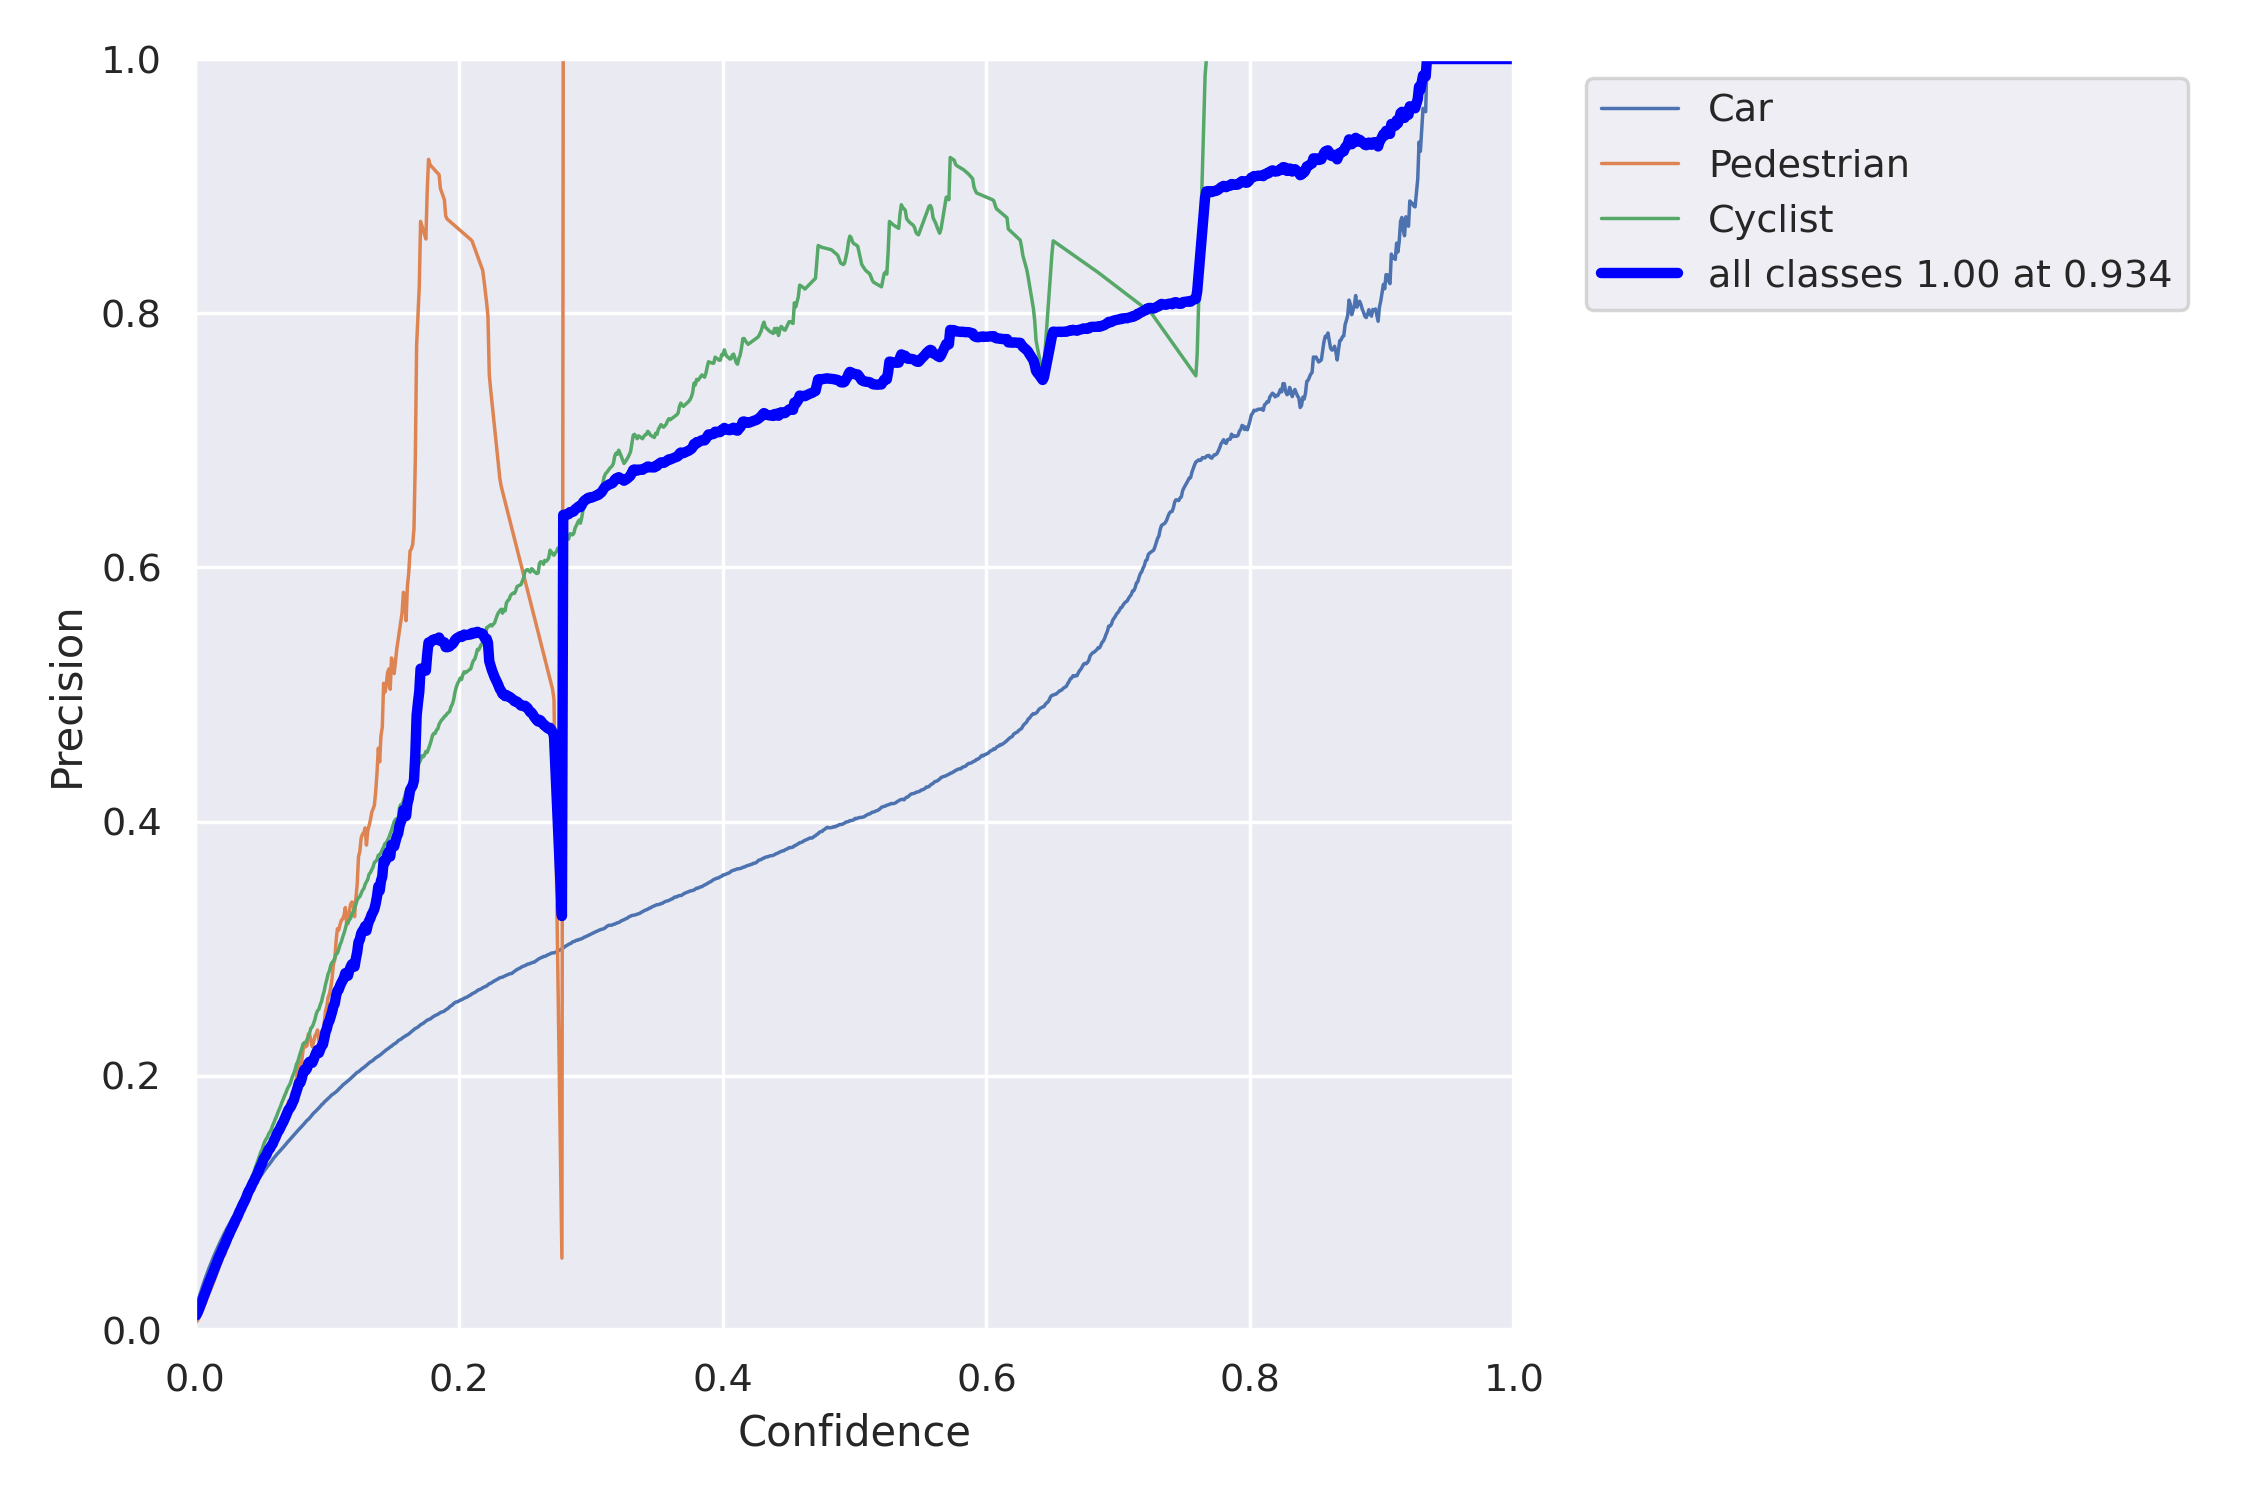 1.0
0.8
0.6
0.4
0.2
0.0
Precision
0.0 0.2 0.4 0.6 0.8 1.0
Confidence
Car
Pedestrian
Cyclist
all classes 1.00 at 0.934